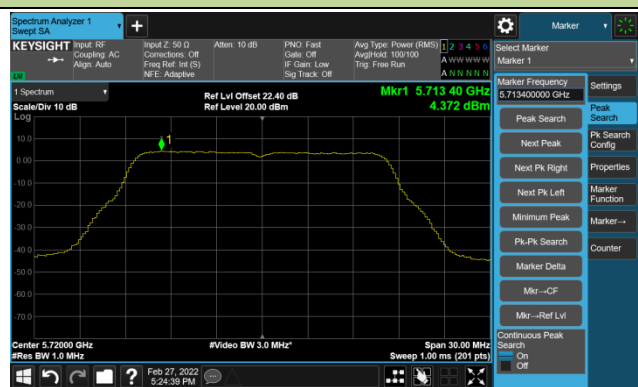 Spectrum Analyzer 1
Swept SA
+
Marker
KEYSIGHT
Input: RF
Coupling: AC
Align: Auto
Input Z: 50 Ω
Corrections: Off
Freq Ref: Int (S)
NFE: Adaptive
Atten: 10 dB
PNO: Fast
Gate: Off
IF Gain: Low
Sig Track: Off
Avg Type: Power (RMS)
Avg|Hold: 100/100
Trig: Free Run
1 2 3 4 5 6
A W W W W W
A N N N N N
LXI
Select Marker
Marker 1
1 Spectrum
Scale/Div 10 dB
Log
Ref Lvl Offset 22.40 dB
Ref Level 20.00 dBm
Mkr1 5.713 40 GHz
4.372 dBm
1
10.0
0.00
-10.0
-20.0
-30.0
-40.0
-50.0
-60.0
-70.0
Center 5.72000 GHz
#Res BW 1.0 MHz
#Video BW 3.0 MHz*
Span 30.00 MHz
Sweep 1.00 ms (201 pts)
Marker Frequency
5.713400000 GHz
Peak Search
Next Peak
Next Pk Right
Next Pk Left
Minimum Peak
Pk-Pk Search
Marker Delta
Mkr→CF
Mkr→Ref Lvl
Continuous Peak
Search
On
Off
Settings
Peak
Search
Pk Search
Config
Properties
Marker
Function
Marker→
Counter
?
Feb 27, 2022
5:24:39 PM